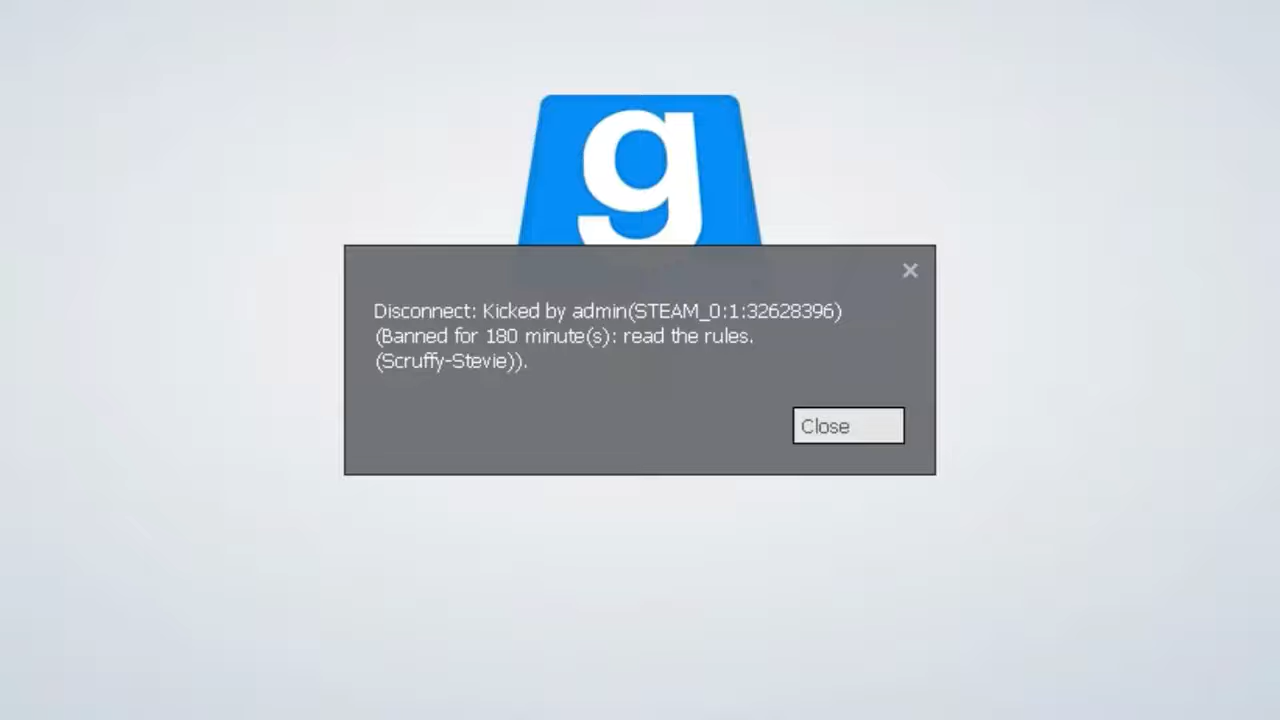 g
Disconnect: Kicked by admin(STEAM_0:1:32628396)
(Banned for 180 minute(s): read the rules.
(Scruffy-Stevie)).
Close